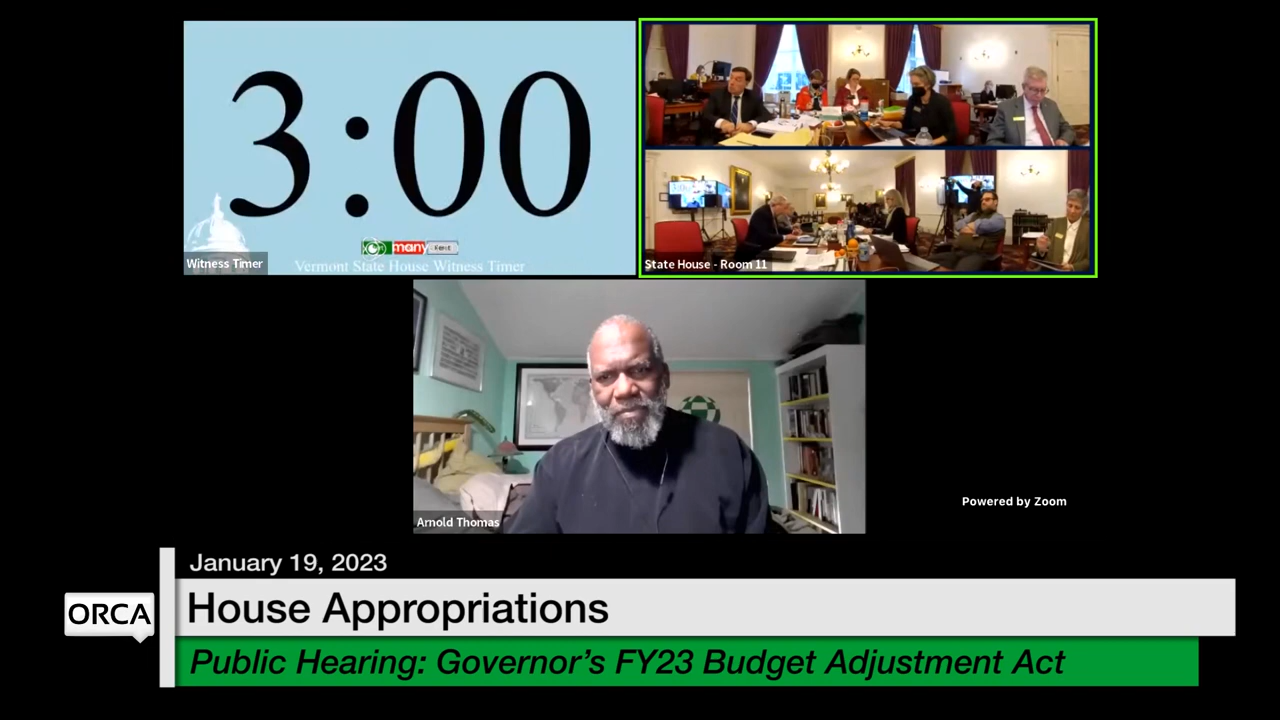 3:00
many
Vermont State House Witness Timer
Witness Timer
State House - Room 11
Arnold Thomas
Powered by Zoom
January 19, 2023
ORCA
House Appropriations
Public Hearing: Governor's FY23 Budget Adjustment Act